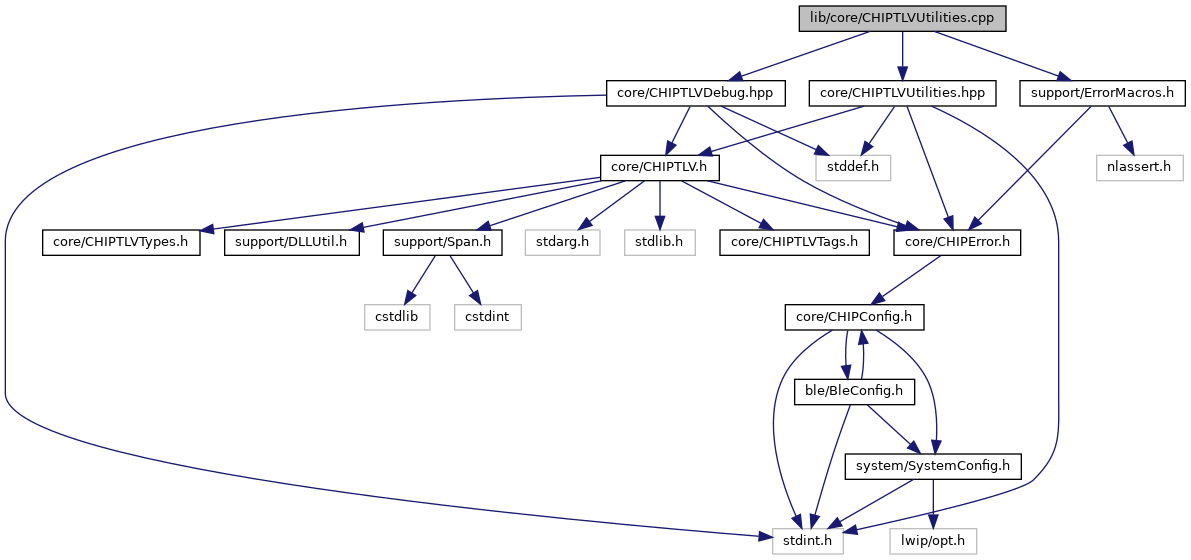 lib/core/CHIPTLVUtilities.cpp
core/CHIPTLVDebug.hpp
core/CHIPTLVUtilities.hpp
support/ErrorMacros.h
core/CHIPTLV.h
stddef.h
nlassert.h
core/CHIPTLVTypes.h
support/DLLUtil.h
support/Span.h
stdarg.h
stdlib.h
core/CHIPTLVTags.h
core/CHIPError.h
cstdlib
cstdint
core/CHIPConfig.h
ble/BleConfig.h
system/SystemConfig.h
stdint.h
lwip/opt.h